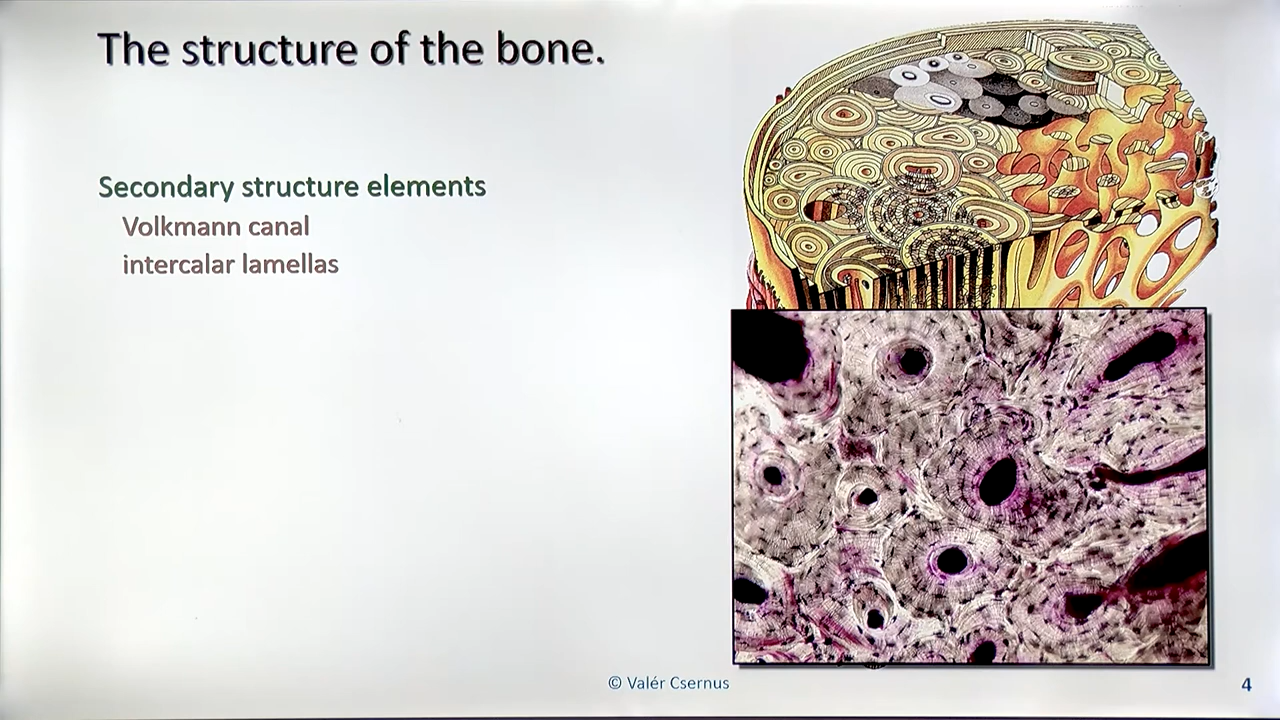 The structure of the bone.
Secondary structure elements
Volkmann canal
intercalar lamellas
© Valér Csernus
4